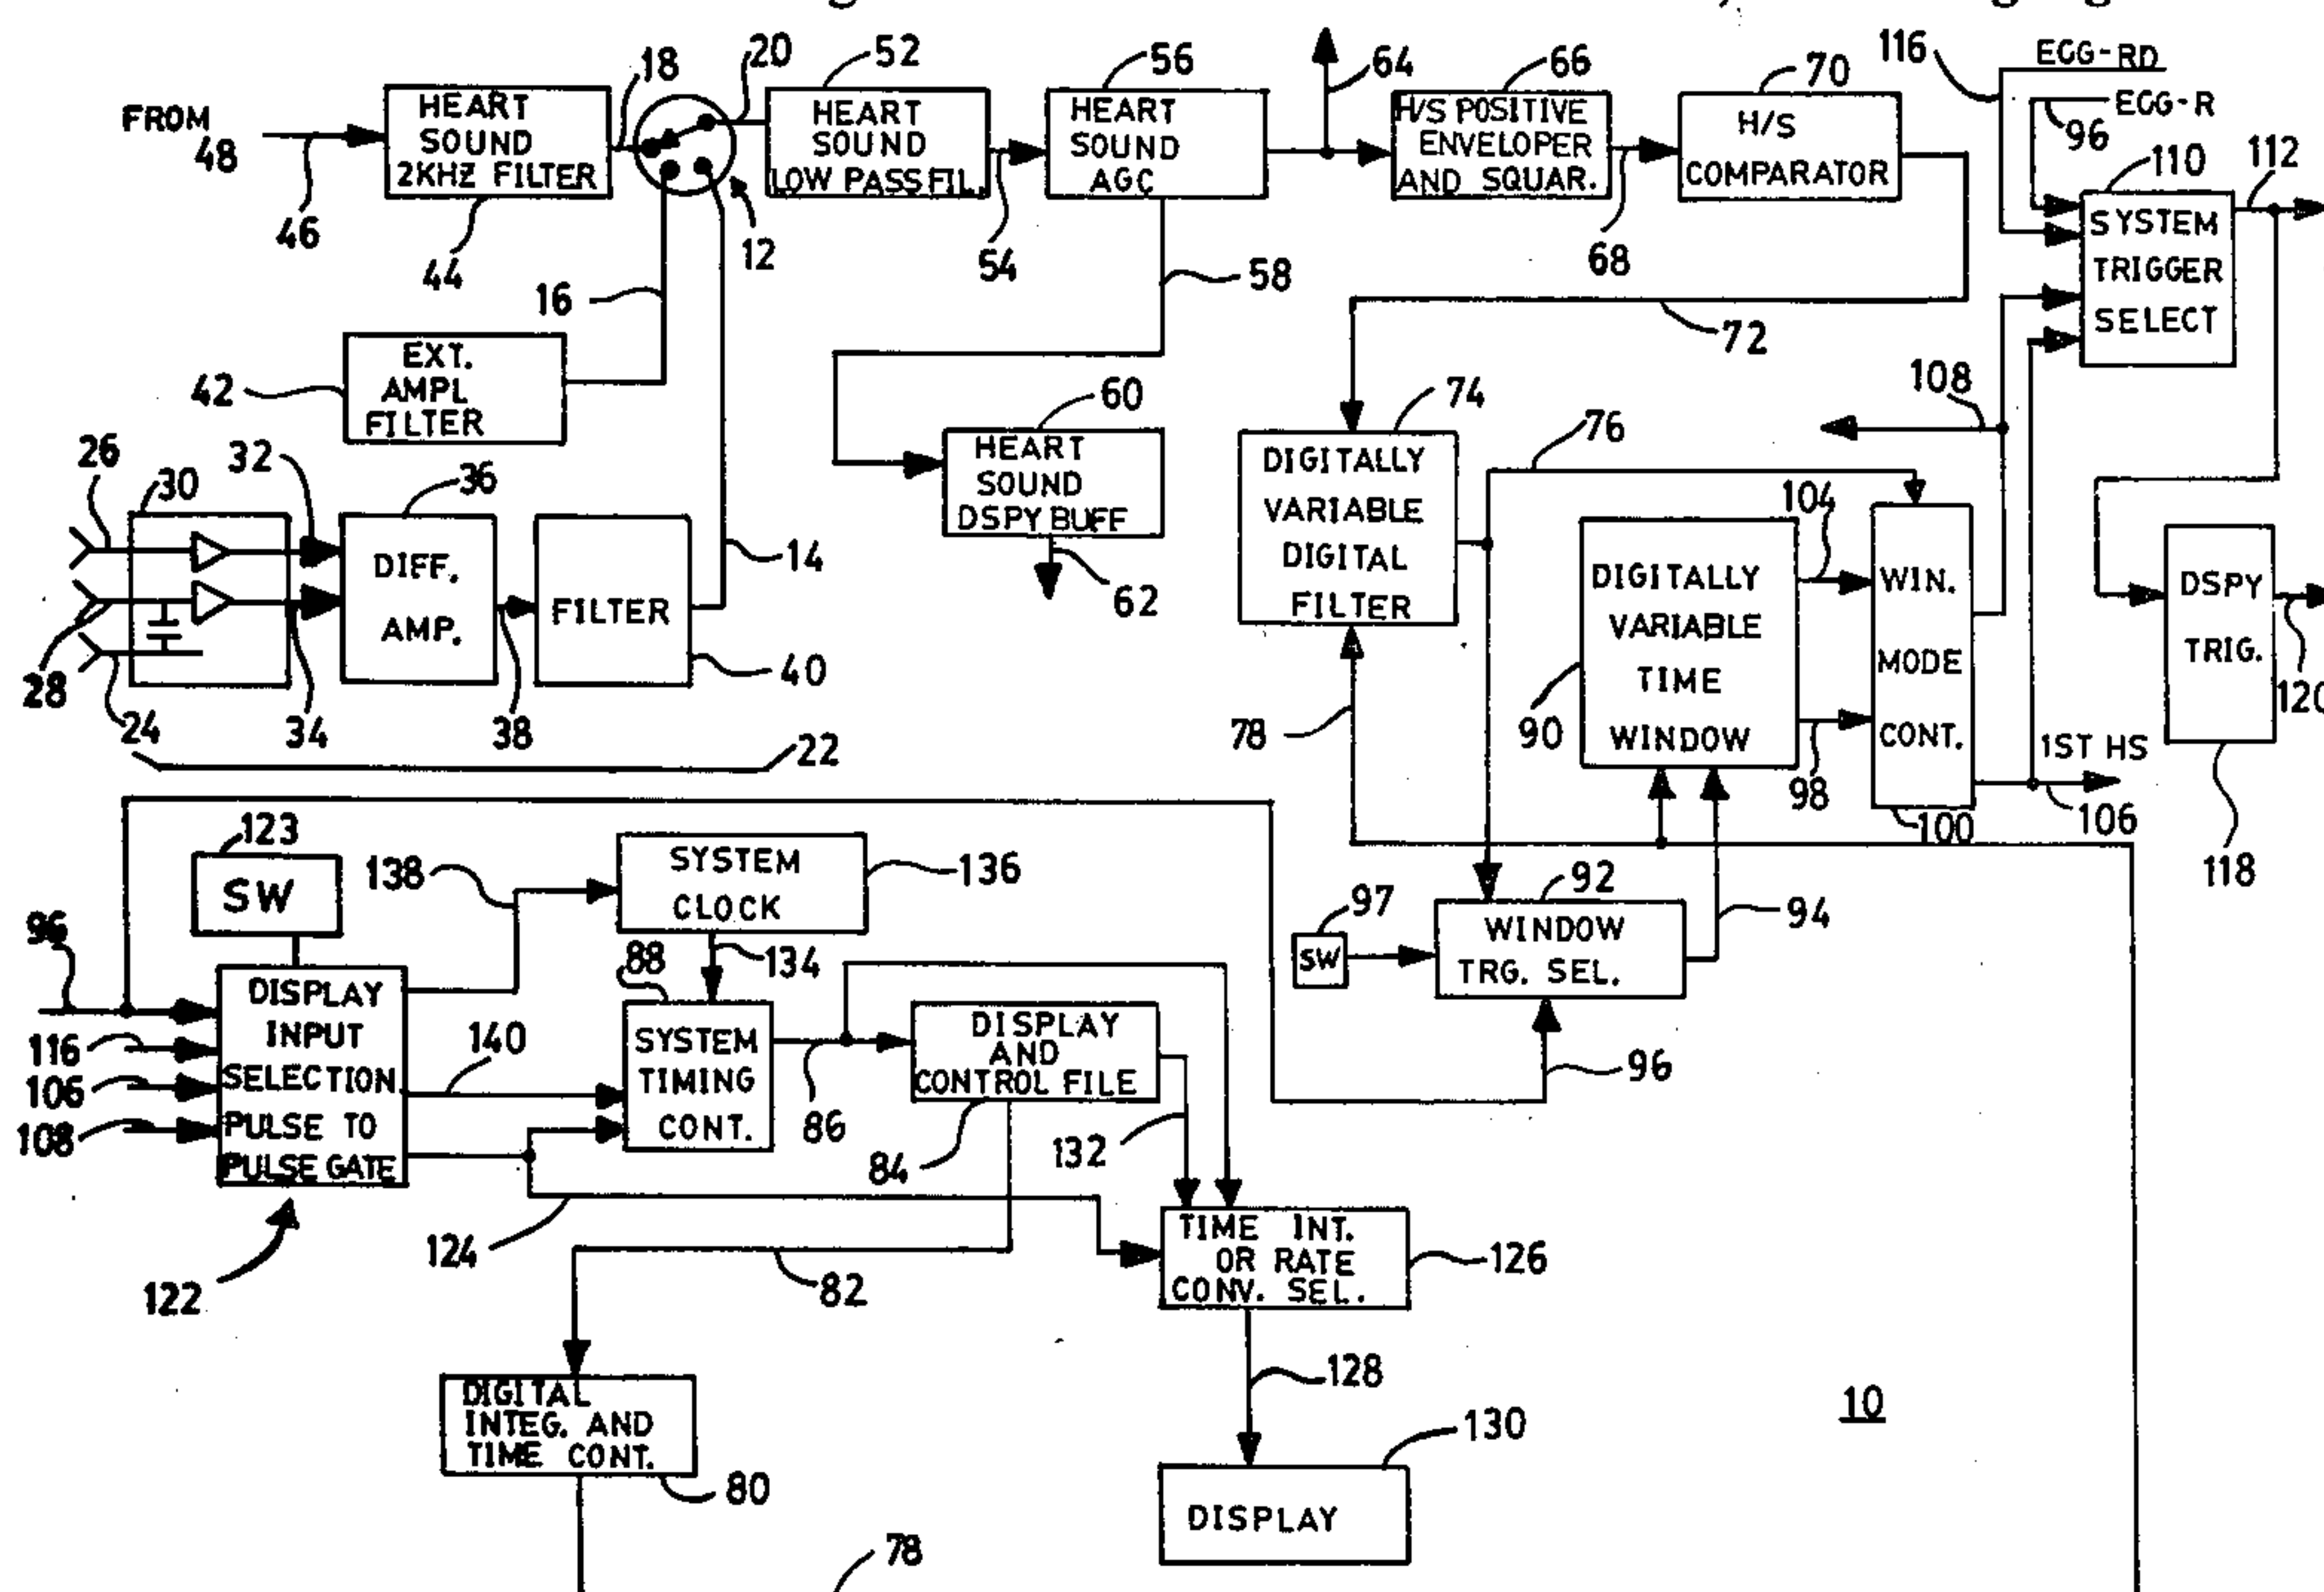 FROM
48
46
HEART
SOUND
2KHZ FILTER
44
18
20
12
16
14
52
HEART
SOUND
LOW PASS FIL
54
56
HEART
SOUND
AGC
58
64
66
H/S POSITIVE
ENVELOPER
AND SQUAR.
68
70
H/S
COMPARATOR
72
116
ECG-RD
ECG-R
96
110
112
SYSTEM
TRIGGER
SELECT
42
EXT.
AMPL
FILTER
60
HEART
SOUND
DSPY BUFF
62
26
30
32
28
24
34
36
DIFF.
AMP.
38
FILTER
40
22
74
DIGITALLY
VARIABLE
DIGITAL
FILTER
76
78
90
DIGITALLY
VARIABLE
TIME
WINDOW
104
98
WIN.
MODE
CONT.
100
108
1ST HS
106
DSPY
TRIG.
118
120
123
SW
138
SYSTEM
CLOCK
136
134
96
116
106
108
DISPLAY
INPUT
SELECTION
PULSE TO
PULSE GATE
122
140
124
88
SYSTEM
TIMING
CONT.
86
DISPLAY
AND
CONTROL FILE
84
132
97
SW
92
WINDOW
TRG. SEL.
94
96
82
TIME INT.
OR RATE
CONV. SEL.
126
128
DIGITAL
INTEG. AND
TIME CONT.
80
78
130
DISPLAY
10